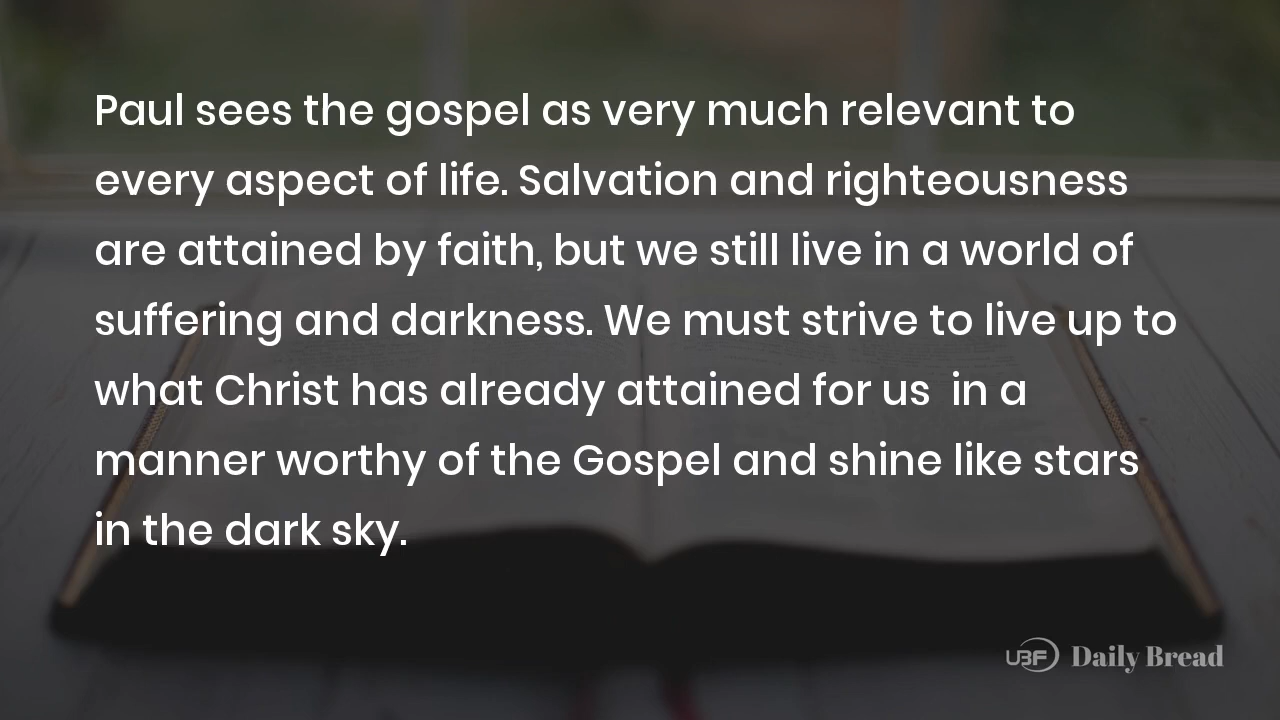 Paul sees the gospel as very much relevant to
every aspect of life. Salvation and righteousness
are attained by faith, but we still live in a world of
suffering and darkness. We must strive to live up to
what Christ has already attained for us  in a
manner worthy of the Gospel and shine like stars
in the dark sky.
UBF Daily Bread